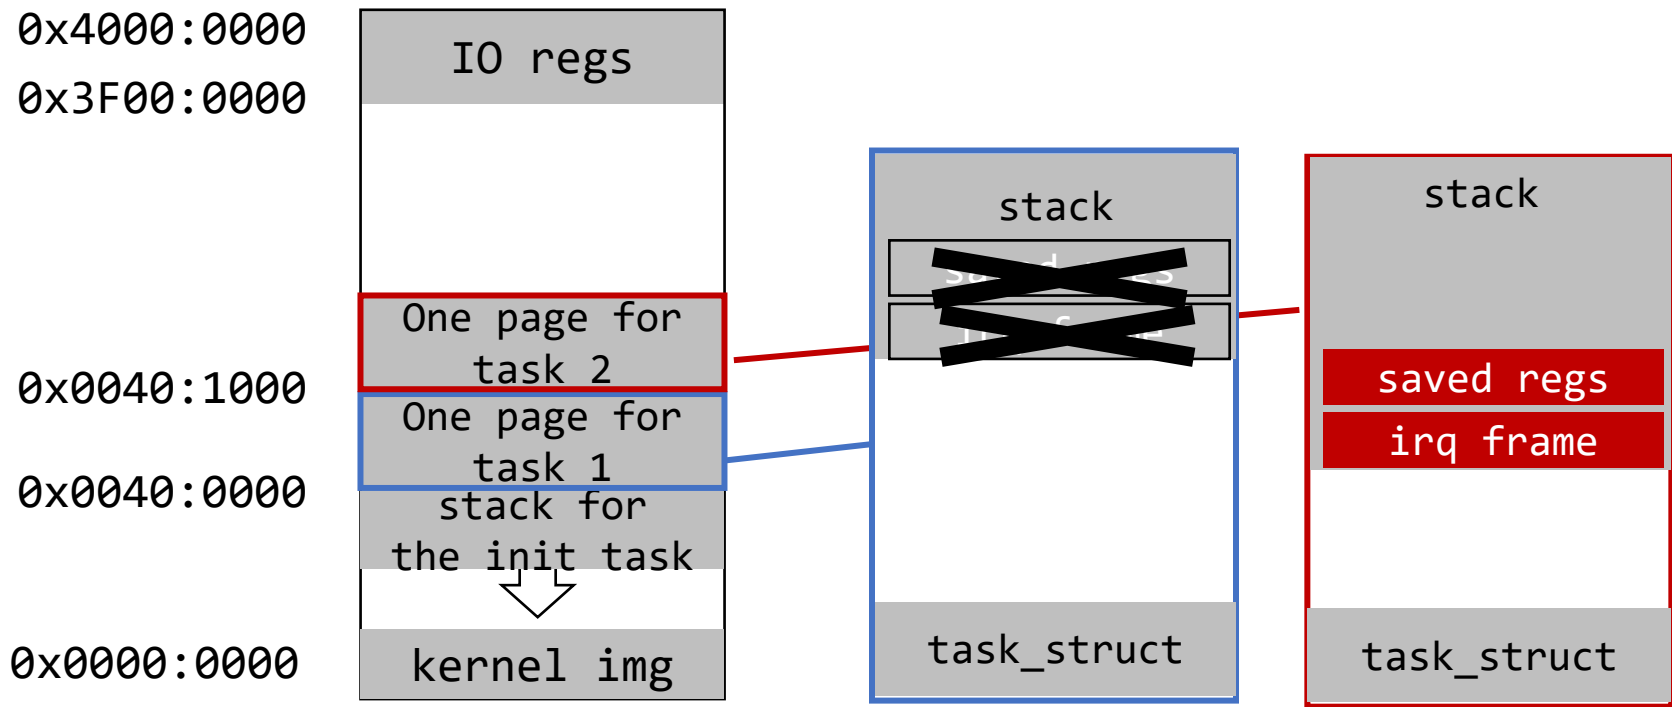 0x4000:0000
0x3F00:0000
0x0040:1000
0x0040:0000
0x0000:0000
IO regs
One page for
task 2
One page for
task 1
stack for
the init task
kernel img
stack
task_struct
stack
saved regs
irq frame
task_struct